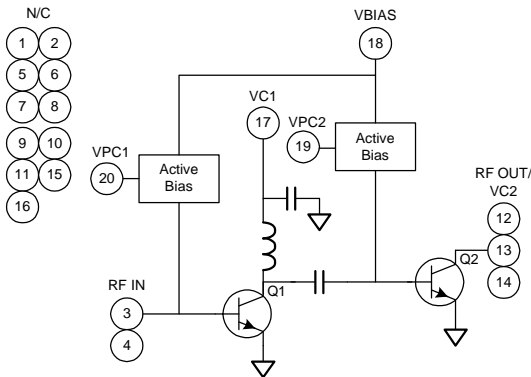 N/C
1 2
5 6
7 8
9 10
11 15
16
VBIAS
18
VC1
17
VPC2
19
Active
Bias
VPC1
20
Active
Bias
RF OUT/
VC2
12
13
14
Q2
RF IN
3
4
Q1